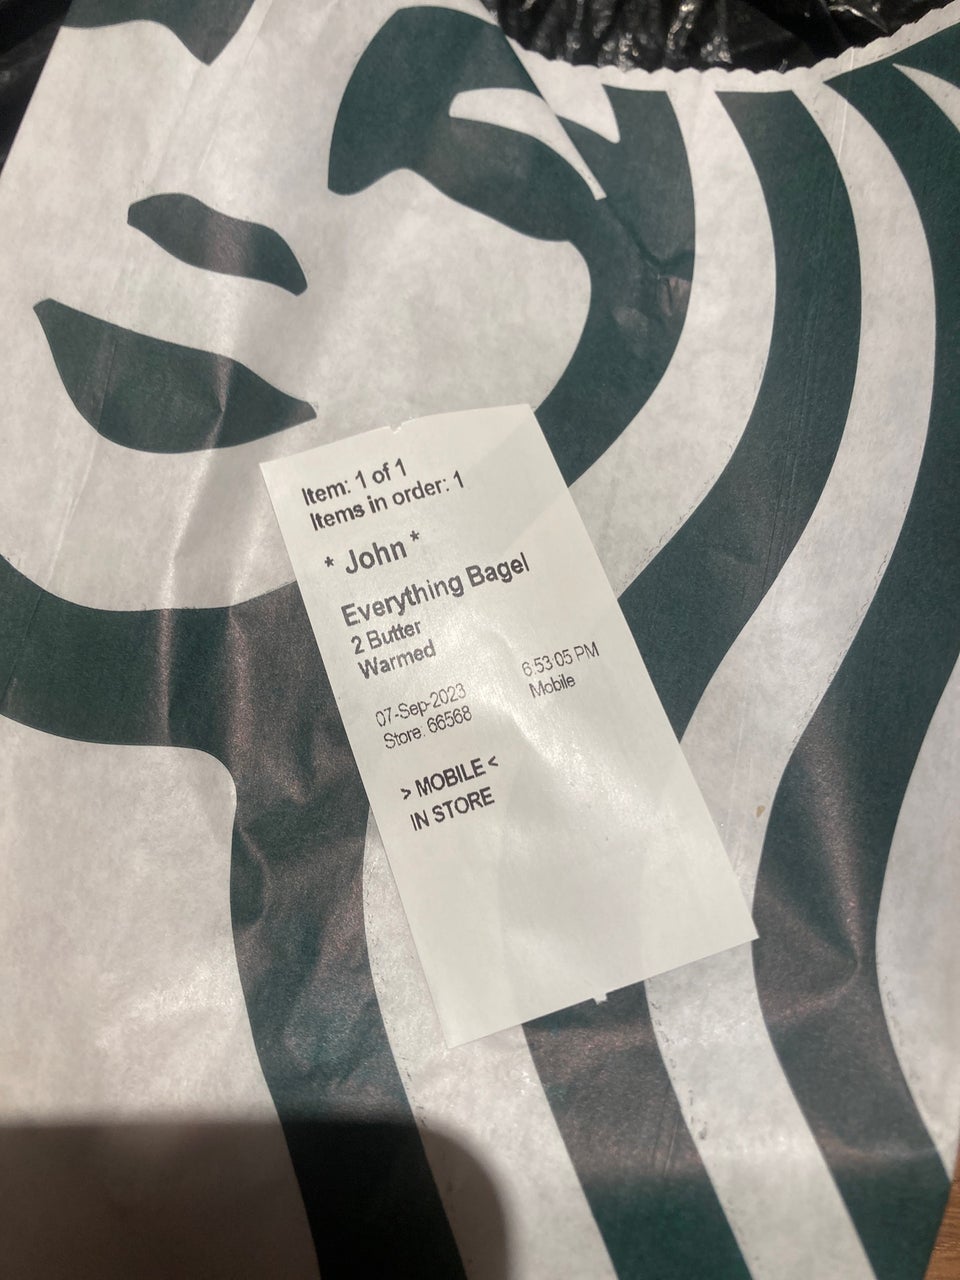 Item: 1 of 1
Items in order: 1
* John *
Everything Bagel
2 Butter
Warmed
07-Sep-2023 6:53:05 PM
Store: 66568 Mobile
> MOBILE <
IN STORE